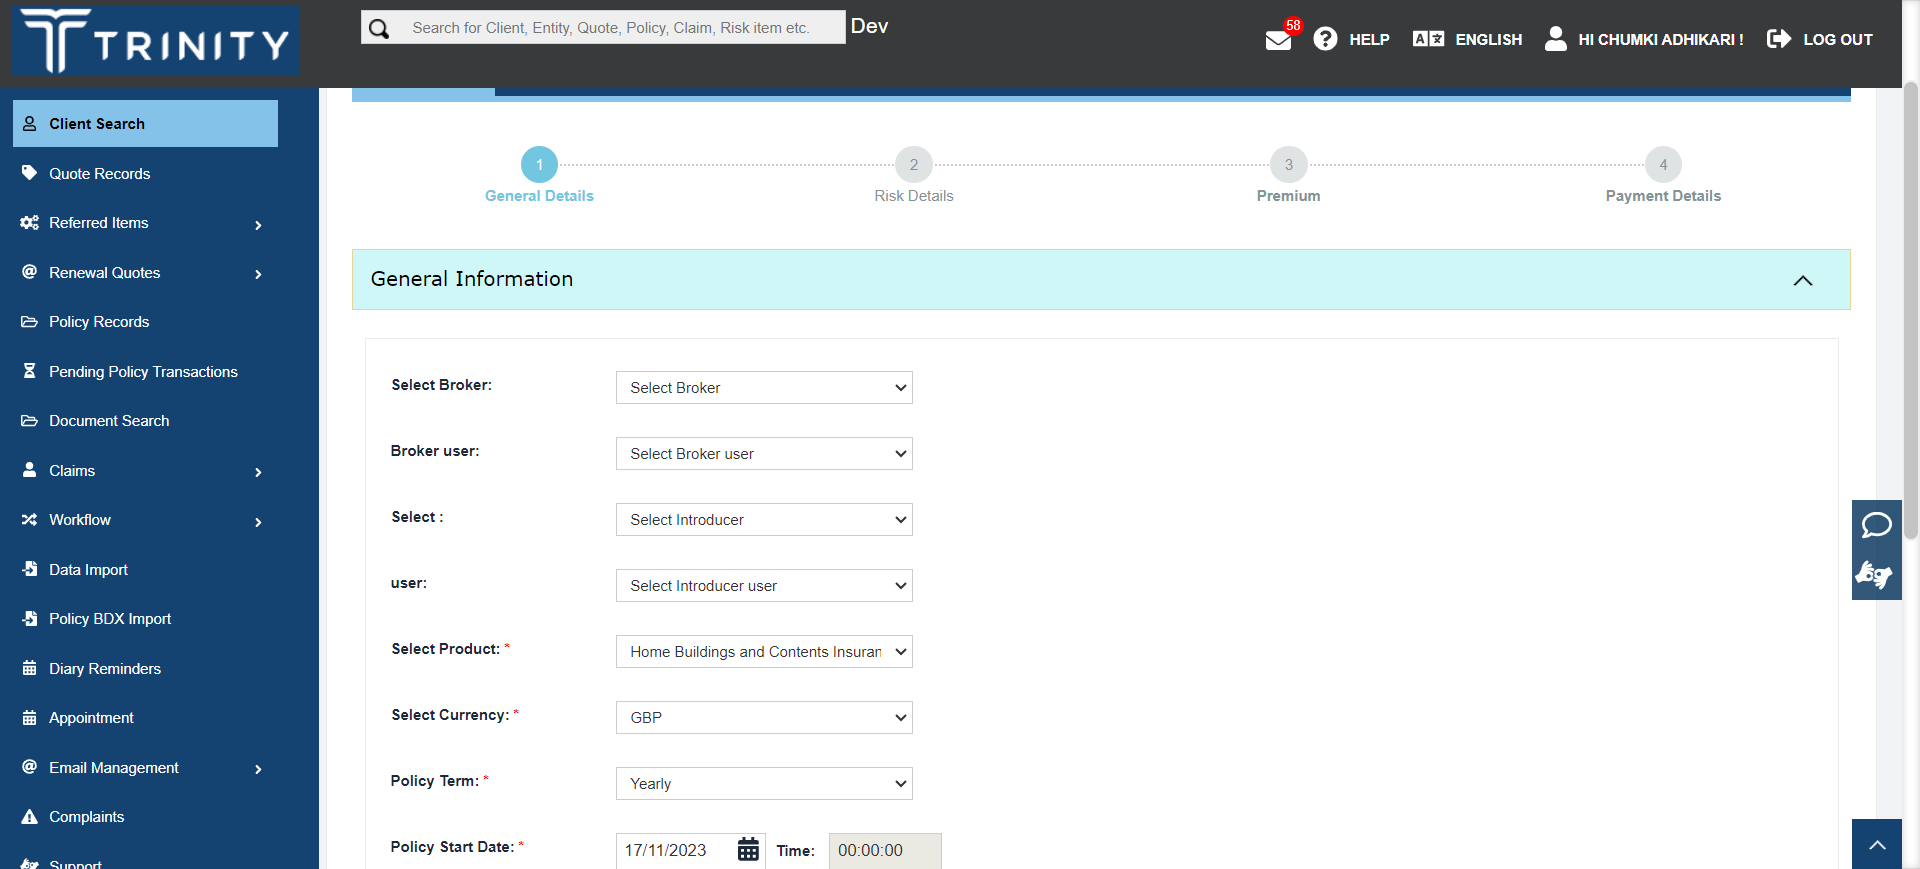 TRINITY
Search for Client, Entity, Quote, Policy, Claim, Risk item etc.
Dev
58
HELP
ENGLISH
HI CHUMKI ADHIKARI !
LOG OUT
Client Search
Quote Records
Referred Items
Renewal Quotes
Policy Records
Pending Policy Transactions
Document Search
Claims
Workflow
Data Import
Policy BDX Import
Diary Reminders
Appointment
Email Management
Complaints
Support
1
General Details
2
Risk Details
3
Premium
4
Payment Details
General Information
Select Broker: Select Broker
Broker user: Select Broker user
Select : Select Introducer
user: Select Introducer user
Select Product: * Home Buildings and Contents Insuran
Select Currency: * GBP
Policy Term: * Yearly
Policy Start Date: * 17/11/2023 Time: 00:00:00